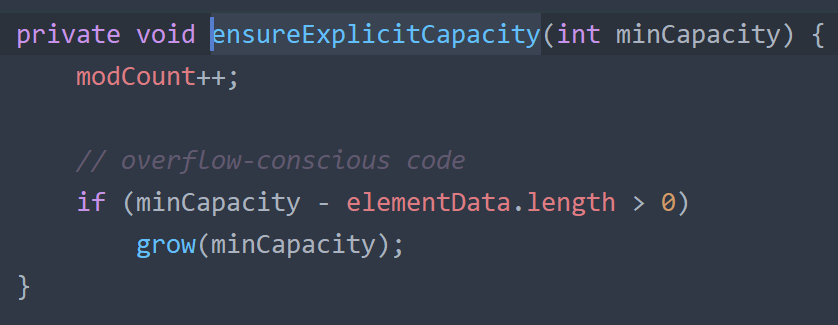 private void ensureExplicitCapacity(int minCapacity) {
    modCount++;

    // overflow-conscious code
    if (minCapacity - elementData.length > 0)
        grow(minCapacity);
}